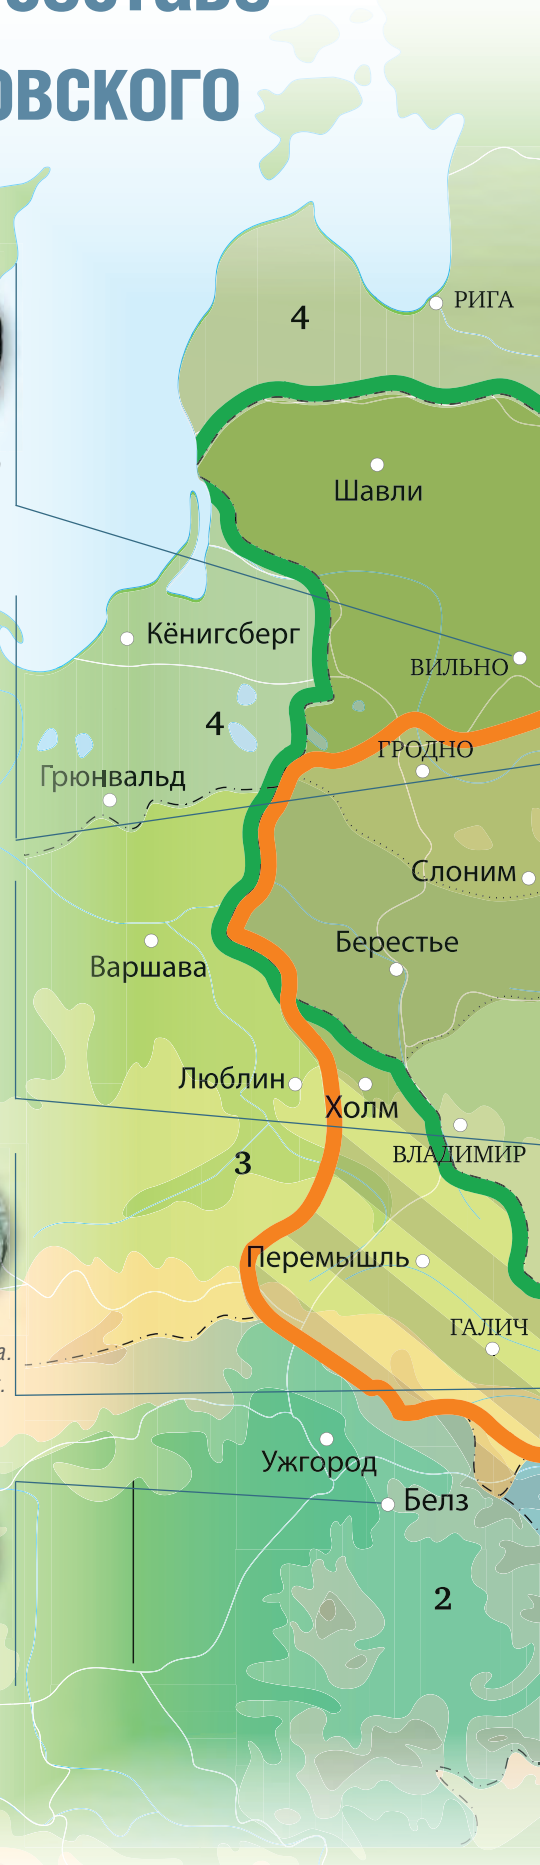 ОВСКОГО
4
РИГА
Шавли
Кёнигсберг
ВИЛЬНО
4
ГРОДНО
Грюнвальд
Слоним
Берестье
Варшава
Люблин
Холм
ВЛАДИМИР
3
Перемышль
ГАЛИЧ
а.
Ужгород
Белз
2